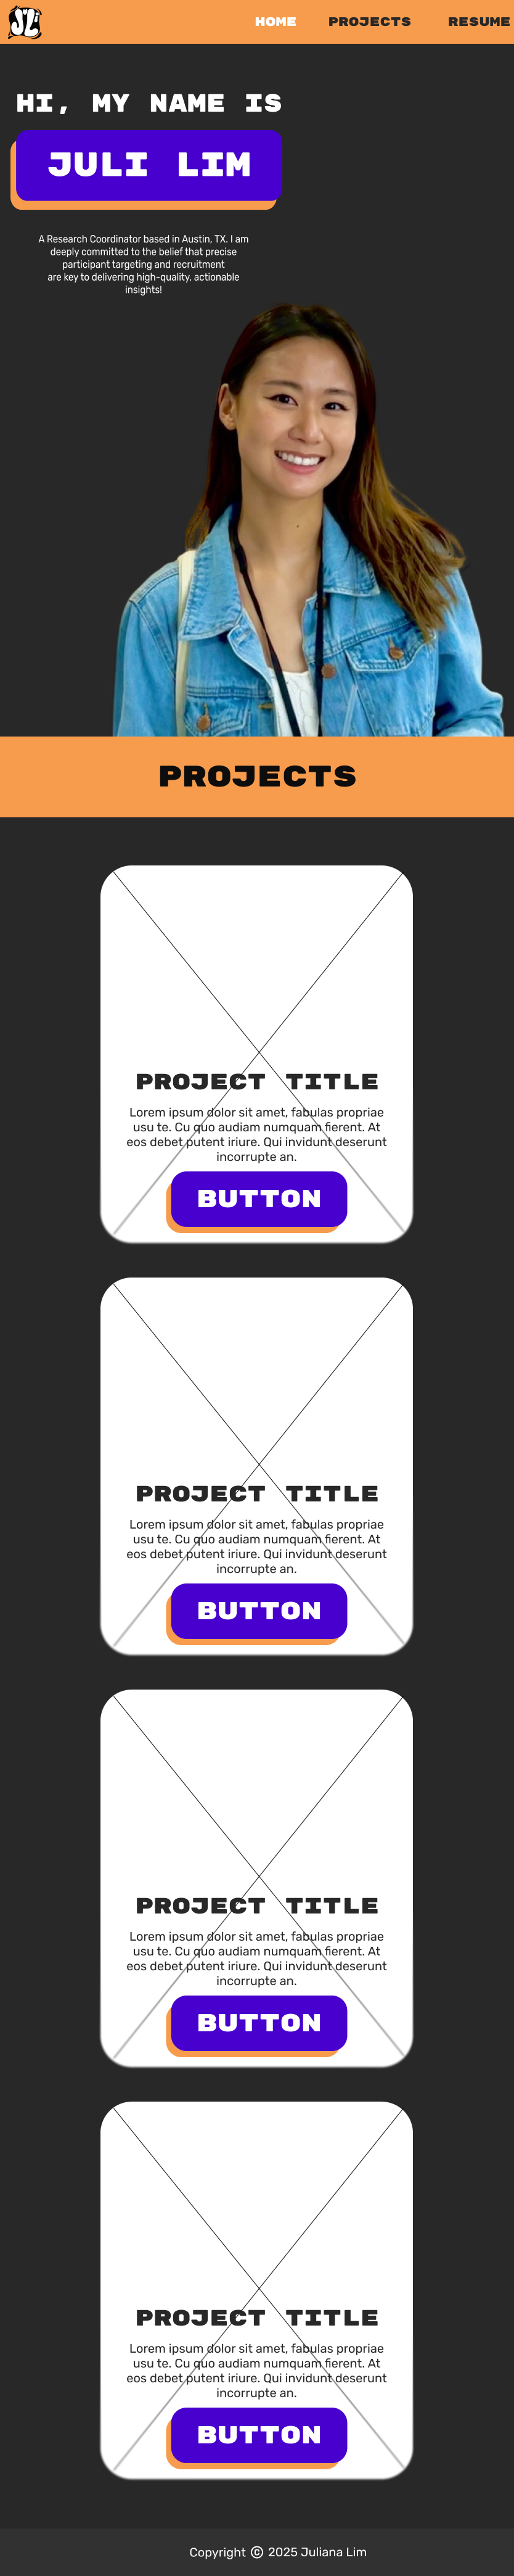 JL
HOME PROJECTS RESUME
HI, MY NAME IS
JULI LIM
A Research Coordinator based in Austin, TX. I am
deeply committed to the belief that precise
participant targeting and recruitment
are key to delivering high-quality, actionable
insights!
PROJECTS
PROJECT TITLE
Lorem ipsum dolor sit amet, fabulas propriae
usu te. Cu quo audiam numquam fierent. At
eos debet putent iriure. Qui invidunt deserunt
incorrupte an.
BUTTON
PROJECT TITLE
Lorem ipsum dolor sit amet, fabulas propriae
usu te. Cu quo audiam numquam fierent. At
eos debet putent iriure. Qui invidunt deserunt
incorrupte an.
BUTTON
PROJECT TITLE
Lorem ipsum dolor sit amet, fabulas propriae
usu te. Cu quo audiam numquam fierent. At
eos debet putent iriure. Qui invidunt deserunt
incorrupte an.
BUTTON
PROJECT TITLE
Lorem ipsum dolor sit amet, fabulas propriae
usu te. Cu quo audiam numquam fierent. At
eos debet putent iriure. Qui invidunt deserunt
incorrupte an.
BUTTON
Copyright © 2025 Juliana Lim